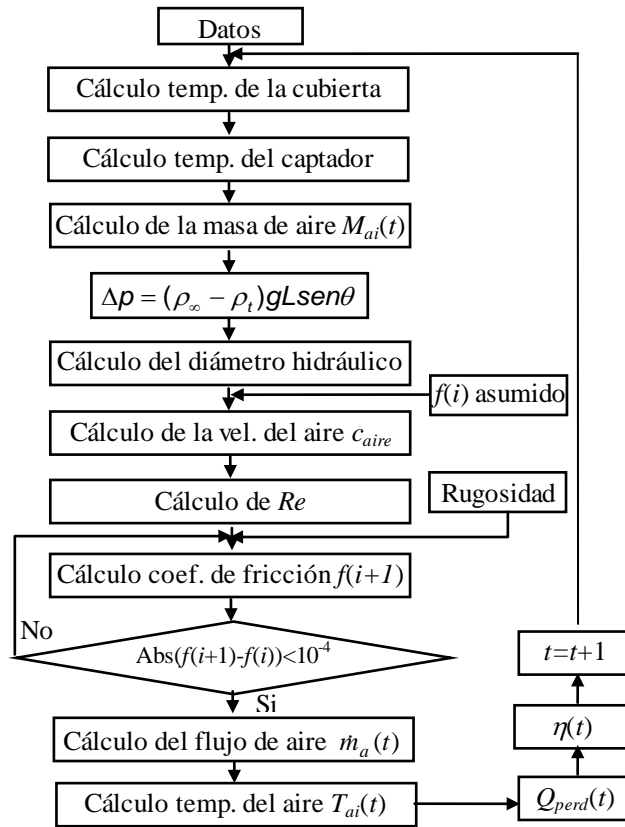 Datos
Cálculo temp. de la cubierta
Cálculo temp. del captador
Cálculo de la masa de aire M_ai(t)
Δp = (ρ_∞ − ρ_t)gLsenθ
Cálculo del diámetro hidráulico
f(i) asumido
Cálculo de la vel. del aire c_aire
Cálculo de Re
Rugosidad
Cálculo coef. de fricción f(i+1)
No
Abs(f(i+1)-f(i))<10^-4
Si
t=t+1
Cálculo del flujo de aire ṁ_a(t)
η(t)
Cálculo temp. del aire T_ai(t)
Q_perd(t)